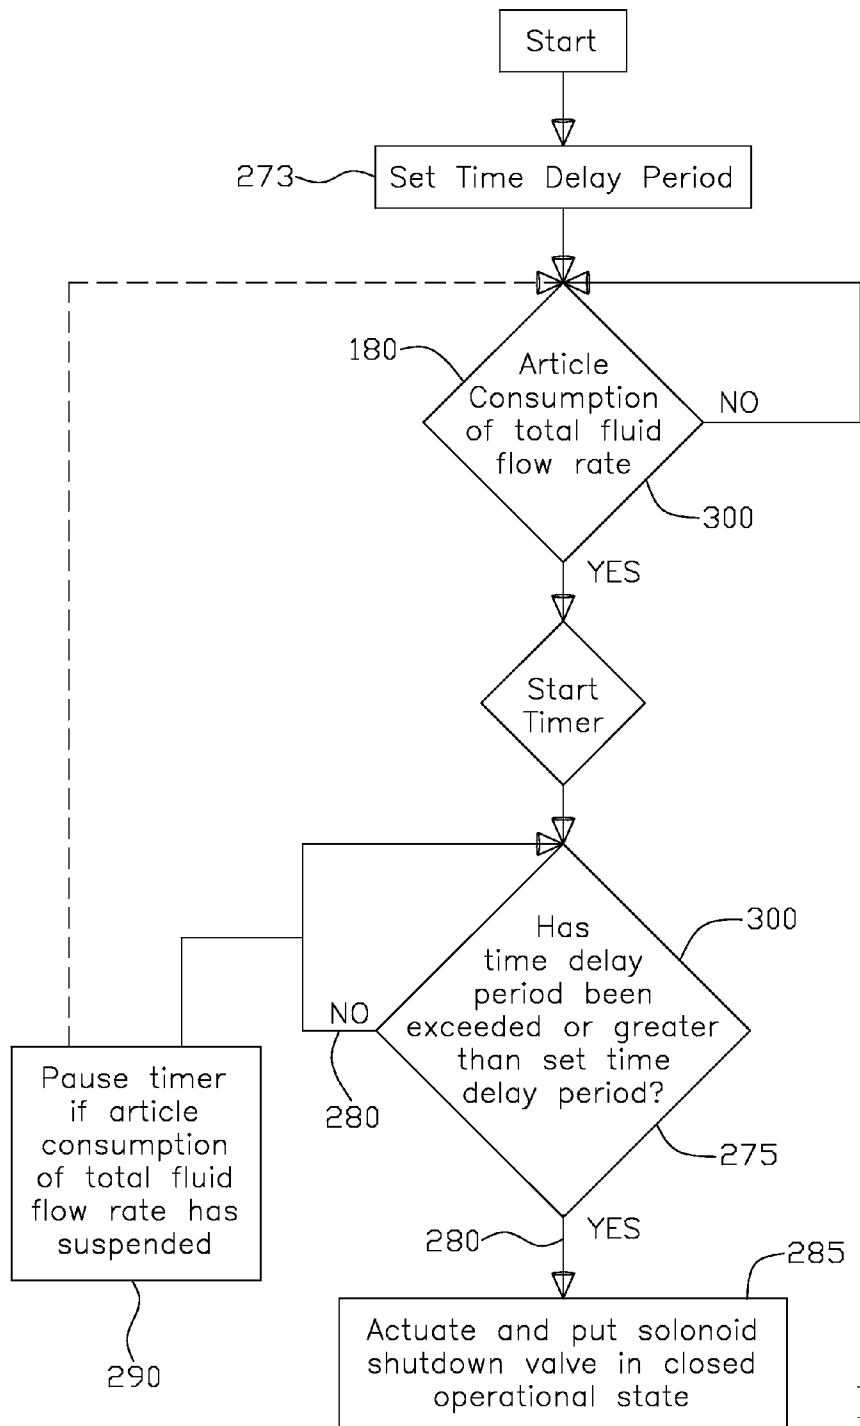 Start
273
Set Time Delay Period
180
Article
Consumption
of total fluid
flow rate
NO
300
YES
Start
Timer
300
Has
time delay
period been
exceeded or greater
than set time
delay period?
NO
280
275
Pause timer
if article
consumption
of total fluid
flow rate has
suspended
290
280
YES
285
Actuate and put solonoid
shutdown valve in closed
operational state